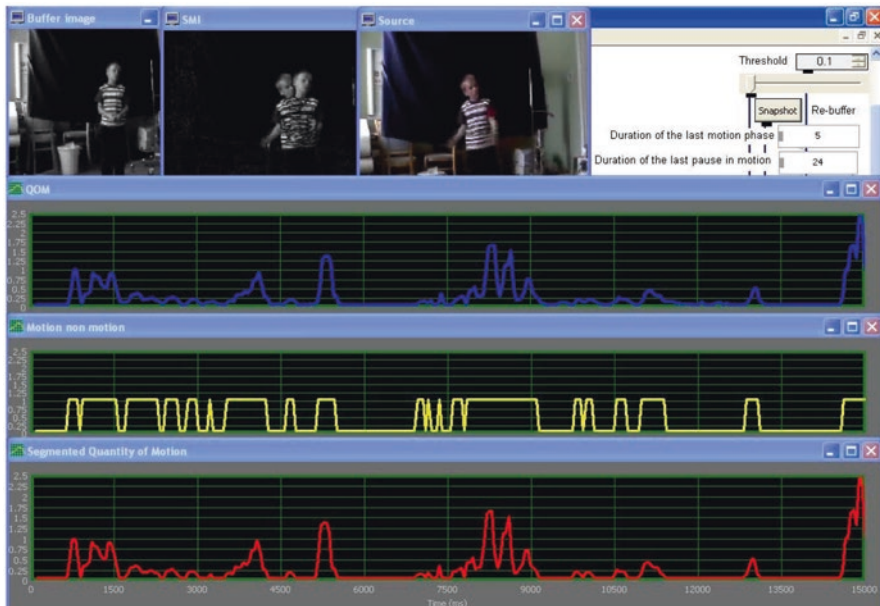 Buffer image
SMI
Source
Threshold 0.1
Snapshot Re-buffer
Duration of the last motion phase 5
Duration of the last pause in motion 24
QOM
2.5
2.25
1.75
1.5
1.25
1
0.75
0.5
0.25
0
Motion non motion
2.5
2.25
1.75
1.5
1.25
1
0.75
0.5
0.25
0
Segmented Quantity of Motion
2.5
2.25
1.75
1.5
1.25
1
0.75
0.5
0.25
0
0 1500 3000 4500 6000 7500 9000 10500 12000 13500 15000
Time (ms)